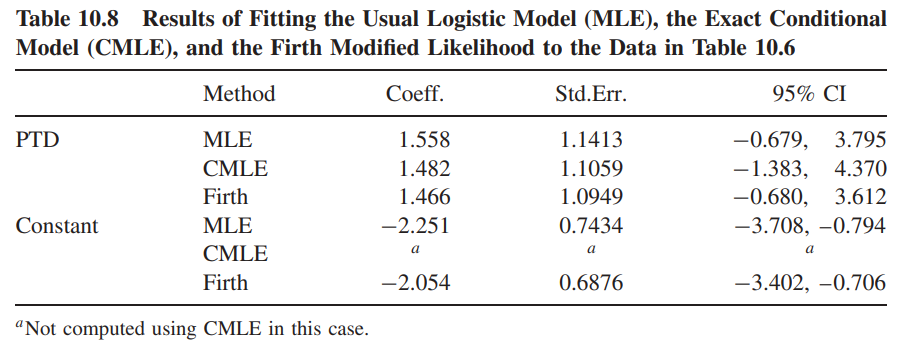 Table 10.8 Results of Fitting the Usual Logistic Model (MLE), the Exact Conditional
Model (CMLE), and the Firth Modified Likelihood to the Data in Table 10.6
Method Coeff. Std.Err. 95% CI
PTD MLE 1.558 1.1413 −0.679, 3.795
CMLE 1.482 1.1059 −1.383, 4.370
Firth 1.466 1.0949 −0.680, 3.612
Constant MLE −2.251 0.7434 −3.708, −0.794
CMLE a a a
Firth −2.054 0.6876 −3.402, −0.706
aNot computed using CMLE in this case.